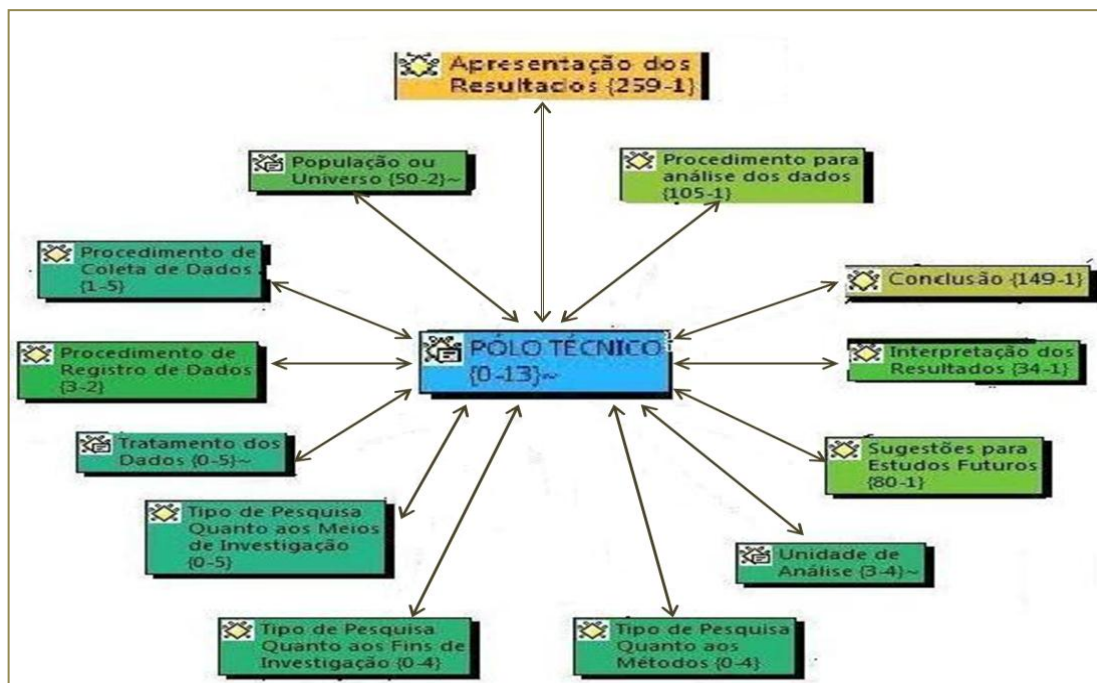 Apresentação dos
Resultados {259-1}
População ou
Universo {50-2}~
Procedimento para
análise dos dados
{105-1}
Procedimento de
Coleta de Dados
{1-5}
Conclusão {149-1}
PÓLO TÉCNICO
{0-13}~
Procedimento de
Registro de Dados
{3-2}
Interpretação dos
Resultados {34-1}
Tratamento dos
Dados {0-5}~
Sugestões para
Estudos Futuros
{80-1}
Tipo de Pesquisa
Quanto aos Meios
de Investigação
{0-5}
Unidade de
Análise {3-4}~
Tipo de Pesquisa
Quanto aos Fins de
Investigação {0-4}
Tipo de Pesquisa
Quanto aos
Métodos {0-4}